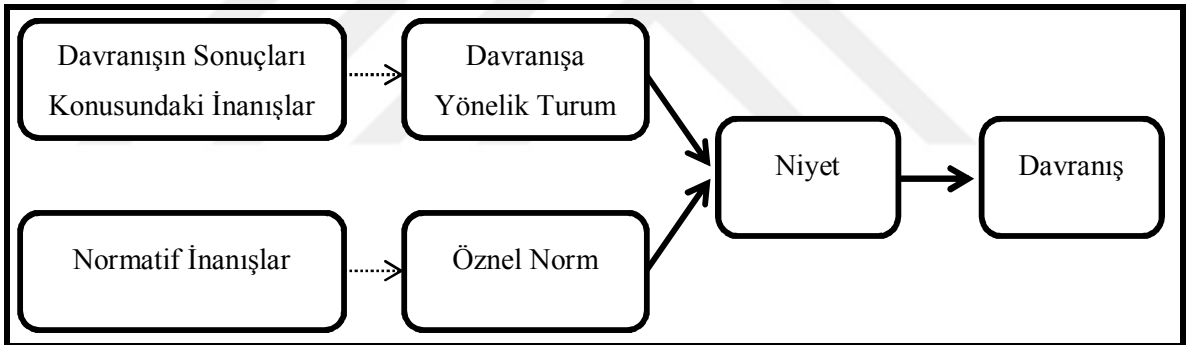 Davranışın Sonuçları
Konusundaki İnanışlar
Davranışa
Yönelik Turum
Niyet
Davranış
Normatif İnanışlar
Öznel Norm